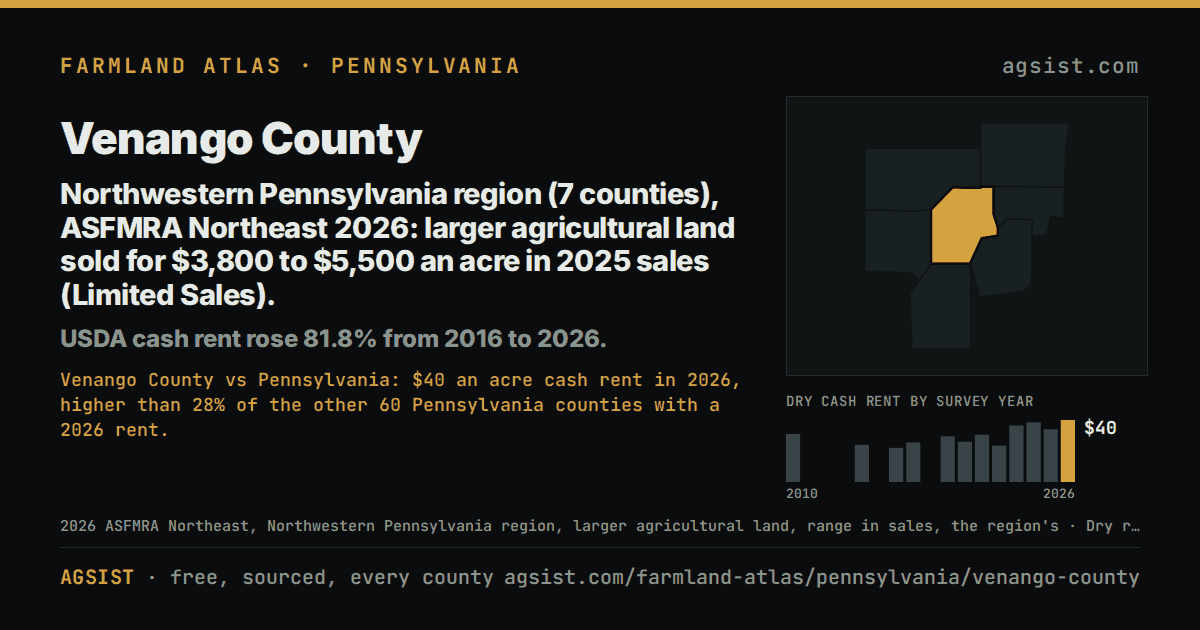 FARMLAND ATLAS · PENNSYLVANIA
agsist.com
Venango County
Northwestern Pennsylvania region (7 counties),
ASFMRA Northeast 2026: larger agricultural land
sold for $3,800 to $5,500 an acre in 2025 sales
(Limited Sales).
USDA cash rent rose 81.8% from 2016 to 2026.
Venango County vs Pennsylvania: $40 an acre cash rent in 2026,
higher than 28% of the other 60 Pennsylvania counties with a
2026 rent.
DRY CASH RENT BY SURVEY YEAR
$40
2010 2026
2026 ASFMRA Northeast, Northwestern Pennsylvania region, larger agricultural land, range in sales, the region's · Dry r…
AGSIST · free, sourced, every county agsist.com/farmland-atlas/pennsylvania/venango-county